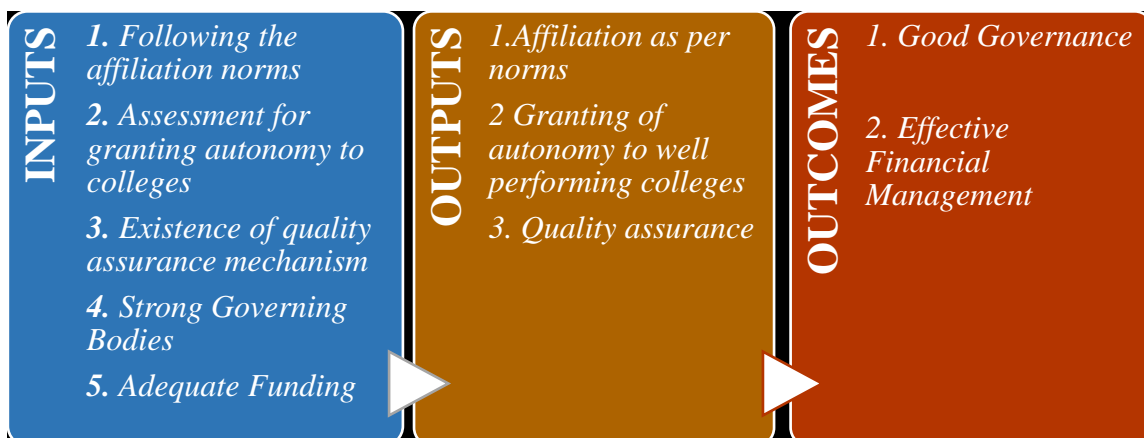 INPUTS
1. Following the
affiliation norms
2. Assessment for
granting autonomy to
colleges
3. Existence of quality
assurance mechanism
4. Strong Governing
Bodies
5. Adequate Funding
OUTPUTS
1.Affiliation as per
norms
2 Granting of
autonomy to well
performing colleges
3. Quality assurance
OUTCOMES
1. Good Governance
2. Effective
Financial
Management